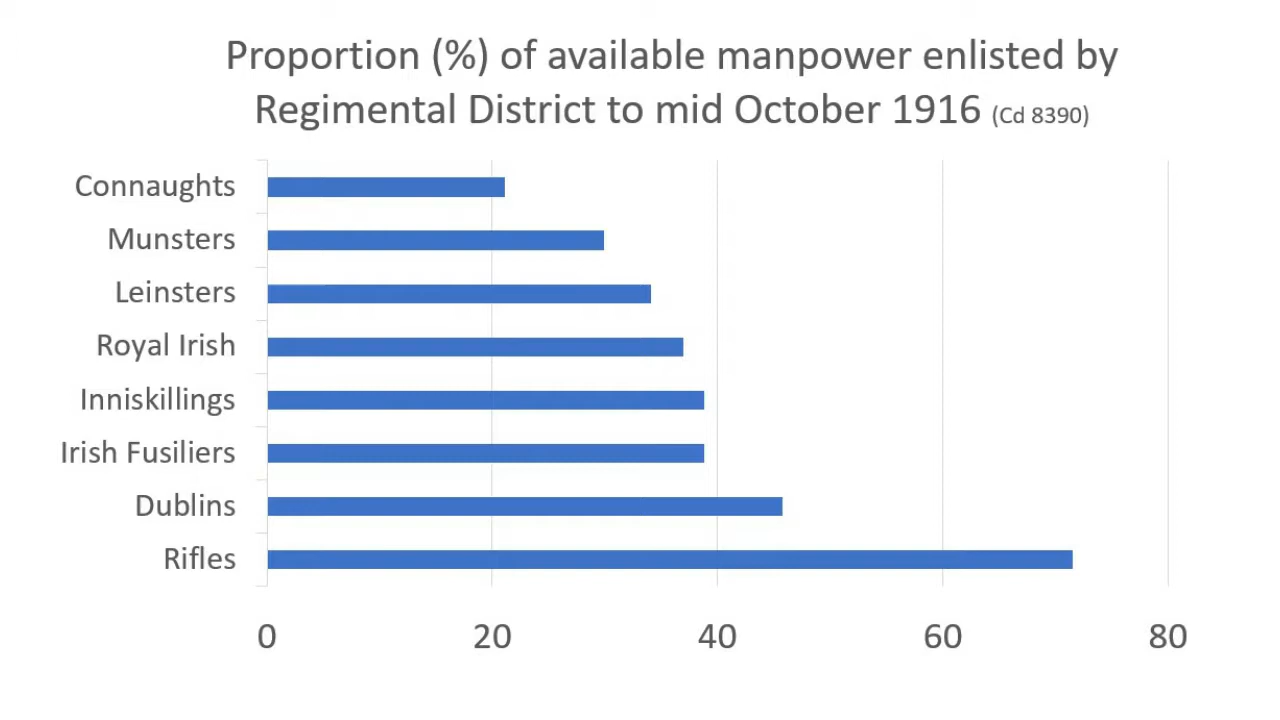 Proportion (%) of available manpower enlisted by
Regimental District to mid October 1916 (Cd 8390)
Connaughts
Munsters
Leinsters
Royal Irish
Inniskillings
Irish Fusiliers
Dublins
Rifles
0 20 40 60 80